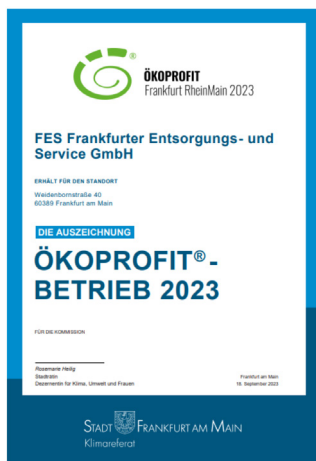 ÖKOPROFIT
Frankfurt RheinMain 2023
FES Frankfurter Entsorgungs- und
Service GmbH
ERHÄLT FÜR DEN STANDORT
Weidenbornstraße 40
60389 Frankfurt am Main
DIE AUSZEICHNUNG
ÖKOPROFIT®-
BETRIEB 2023
FÜR DIE KOMMISSION
Rosemarie Heilig
Stadträtin
Dezernentin für Klima, Umwelt und Frauen
Frankfurt am Main
18. September 2023
STADT FRANKFURT AM MAIN
Klimareferat